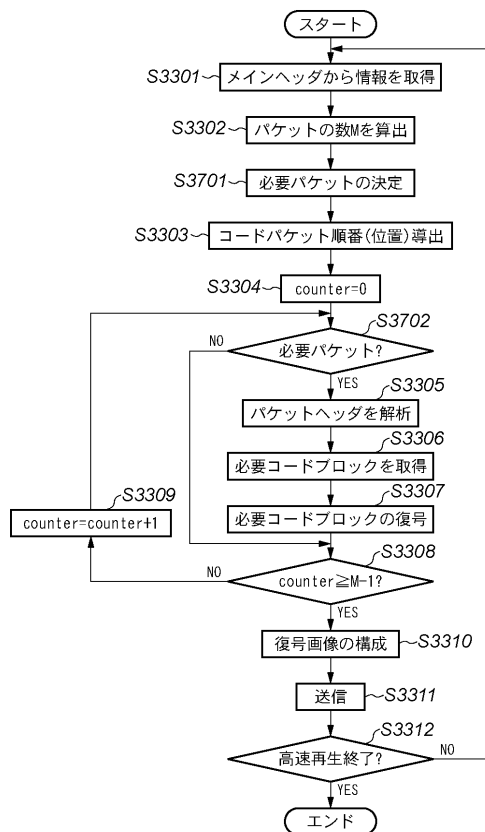 スタート
S3301
メインヘッダから情報を取得
S3302
パケットの数Mを算出
S3701
必要パケットの決定
S3303
コードパケット順番(位置)導出
S3304
counter=0
S3702
NO
必要パケット?
YES
S3305
パケットヘッダを解析
S3306
必要コードブロックを取得
S3307
必要コードブロックの復号
S3309
counter=counter+1
S3308
NO
counter≧M-1?
YES
復号画像の構成
S3310
送信
S3311
S3312
高速再生終了?
NO
YES
エンド